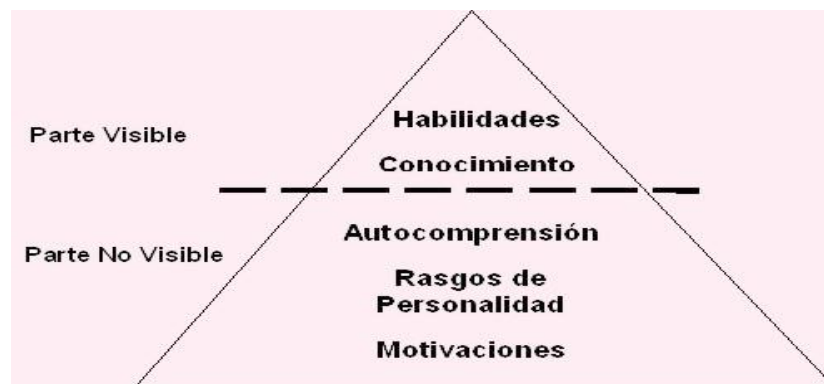 Habilidades
Parte Visible
Conocimiento
Autocomprensión
Parte No Visible
Rasgos de
Personalidad
Motivaciones